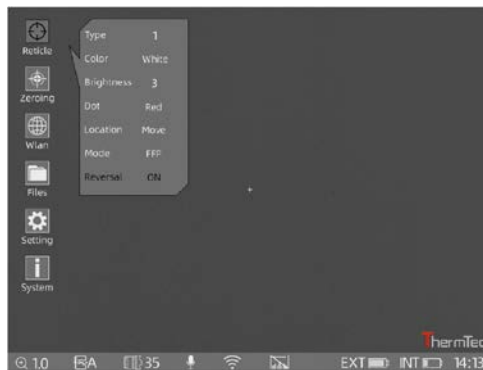 Reticle
Zeroing
Wlan
Files
Setting
System
Type 1
Color White
Brightness 3
Dot Red
Location Move
Mode FFP
Reversal ON
ThermTec
1.0 A 35 EXT INT 14:13